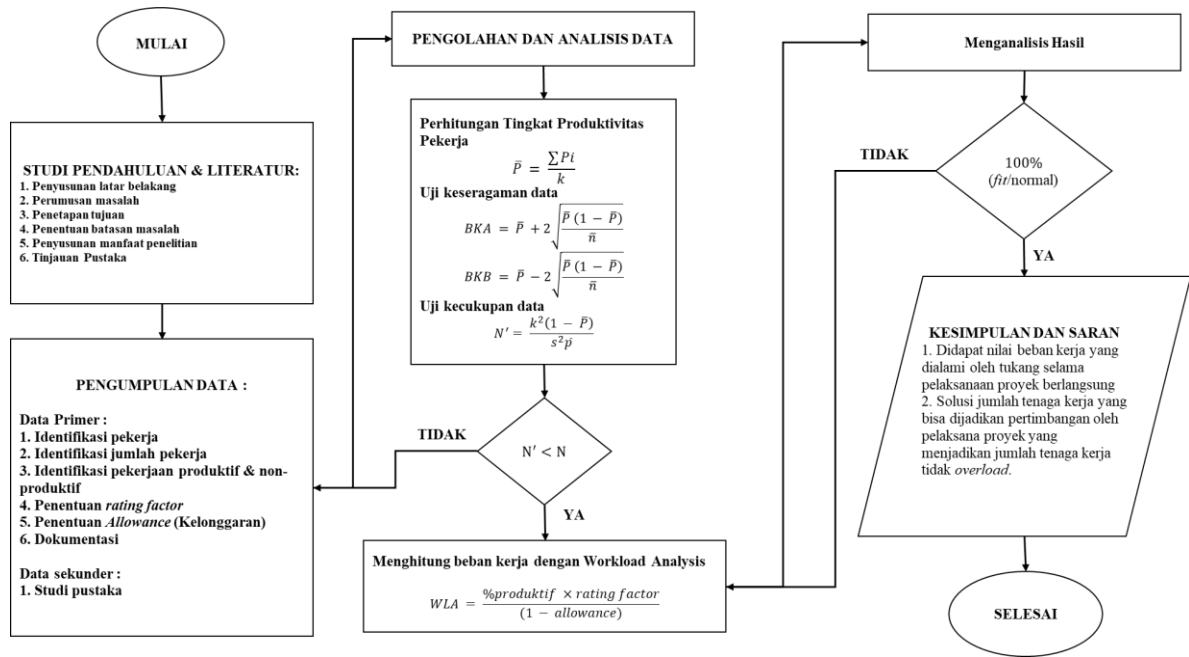 MULAI
STUDI PENDAHULUAN & LITERATUR:
1. Penyusunan latar belakang
2. Perumusan masalah
3. Penetapan tujuan
4. Penentuan batasan masalah
5. Penyusunan manfaat penelitian
6. Tinjauan Pustaka
PENGUMPULAN DATA :
Data Primer :
1. Identifikasi pekerja
2. Identifikasi jumlah pekerja
3. Identifikasi pekerjaan produktif & non-
produktif
4. Penentuan rating factor
5. Penentuan Allowance (Kelonggaran)
6. Dokumentasi
Data sekunder :
1. Studi pustaka
PENGOLAHAN DAN ANALISIS DATA
Perhitungan Tingkat Produktivitas
Pekerja
P̄ = ∑Pi / k
Uji keseragaman data
BKA = P̄ + 2√(P̄ (1 − P̄) / n̄)
BKB = P̄ − 2√(P̄ (1 − P̄) / n̄)
Uji kecukupan data
N′ = k²(1 − P̄) / s²ṕ
TIDAK
N′ < N
YA
Menghitung beban kerja dengan Workload Analysis
WLA = %produktif × rating factor / (1 − allowance)
Menganalisis Hasil
TIDAK
100%
(fit/normal)
YA
KESIMPULAN DAN SARAN
1. Didapat nilai beban kerja yang
dialami oleh tukang selama
pelaksanaan proyek berlangsung
2. Solusi jumlah tenaga kerja yang
bisa dijadikan pertimbangan oleh
pelaksana proyek yang
menjadikan jumlah tenaga kerja
tidak overload.
SELESAI